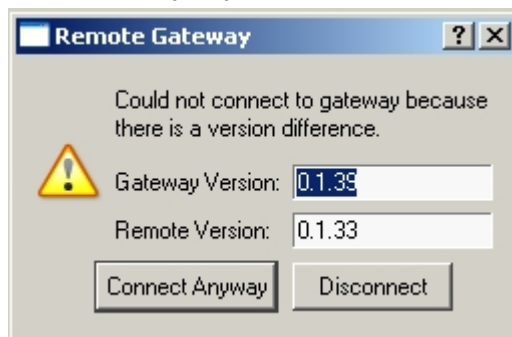 Remote Gateway
Could not connect to gateway because
there is a version difference.
Gateway Version: 0.1.39
Remote Version: 0.1.33
Connect Anyway Disconnect